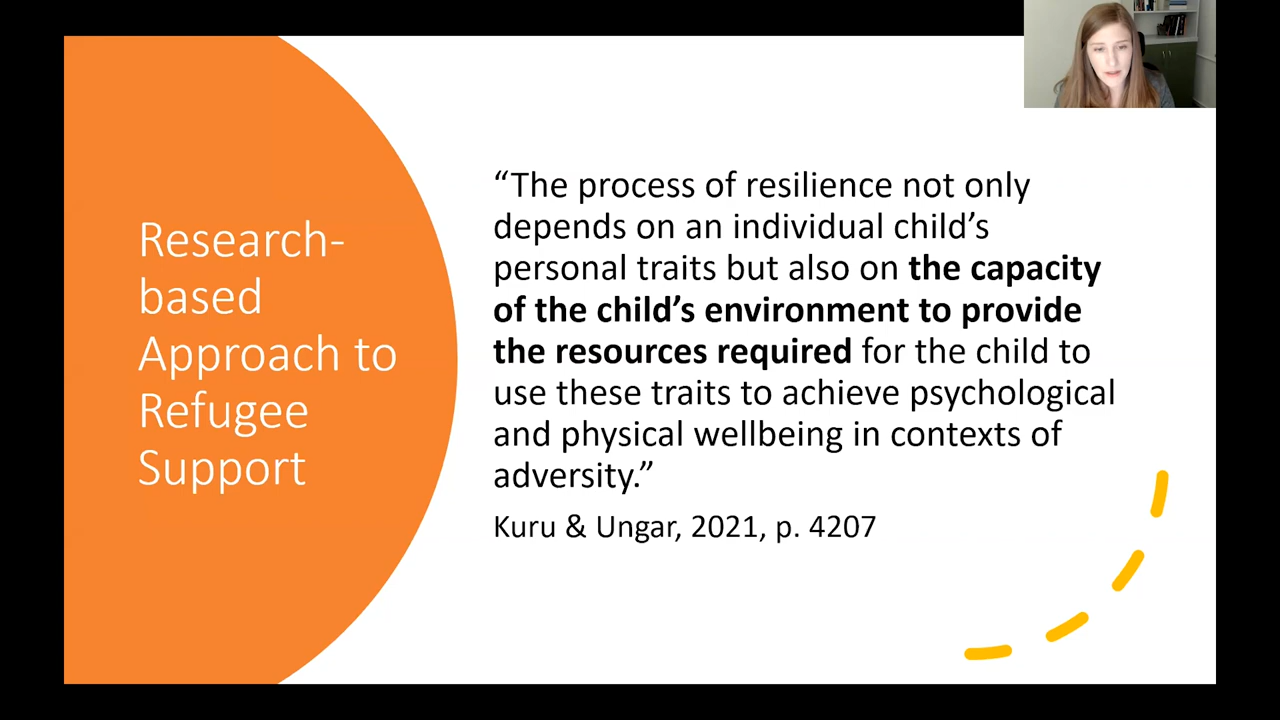 Research-
based
Approach to
Refugee
Support
“The process of resilience not only
depends on an individual child’s
personal traits but also on the capacity
of the child’s environment to provide
the resources required for the child to
use these traits to achieve psychological
and physical wellbeing in contexts of
adversity.”
Kuru & Ungar, 2021, p. 4207